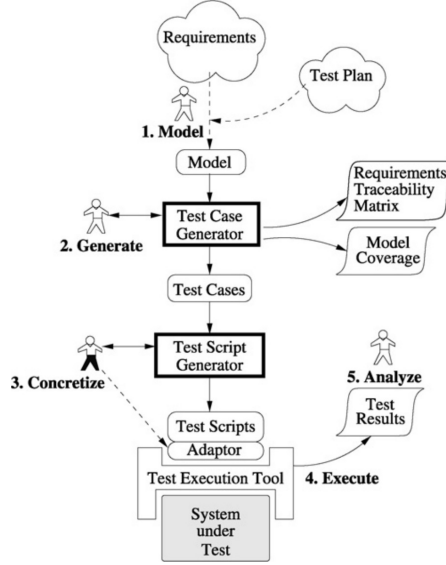 Requirements
Test Plan
1. Model
Model
Requirements
Traceability
Matrix
Test Case
Generator
2. Generate
Model
Coverage
Test Cases
Test Script
Generator
3. Concretize
5. Analyze
Test
Results
Test Scripts
Adaptor
Test Execution Tool
4. Execute
System
under
Test